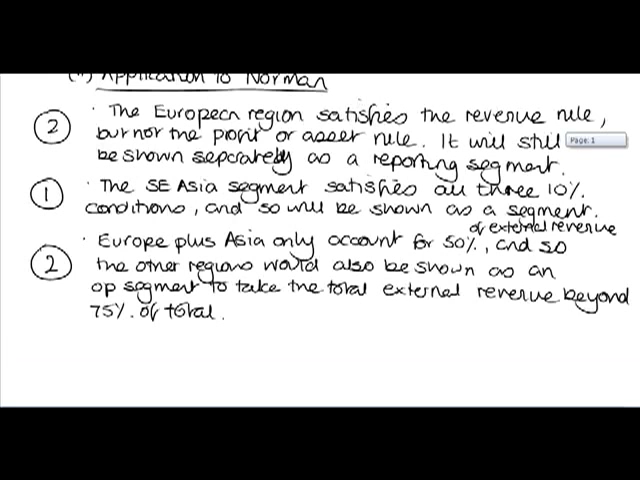 (ii) Application to Norman
② · The European region satisfies the revenue rule,
but not the profit or asset rule. It will still
Page: 1
be shown separately as a reporting segment.
① · The SE Asia segment satisfies all three 10%
conditions, and so will be shown as a segment.
of external revenue
② · Europe plus Asia only account for 50%, and so
the other regions would also be shown as an
op segment to take the total external revenue beyond
75% of total.